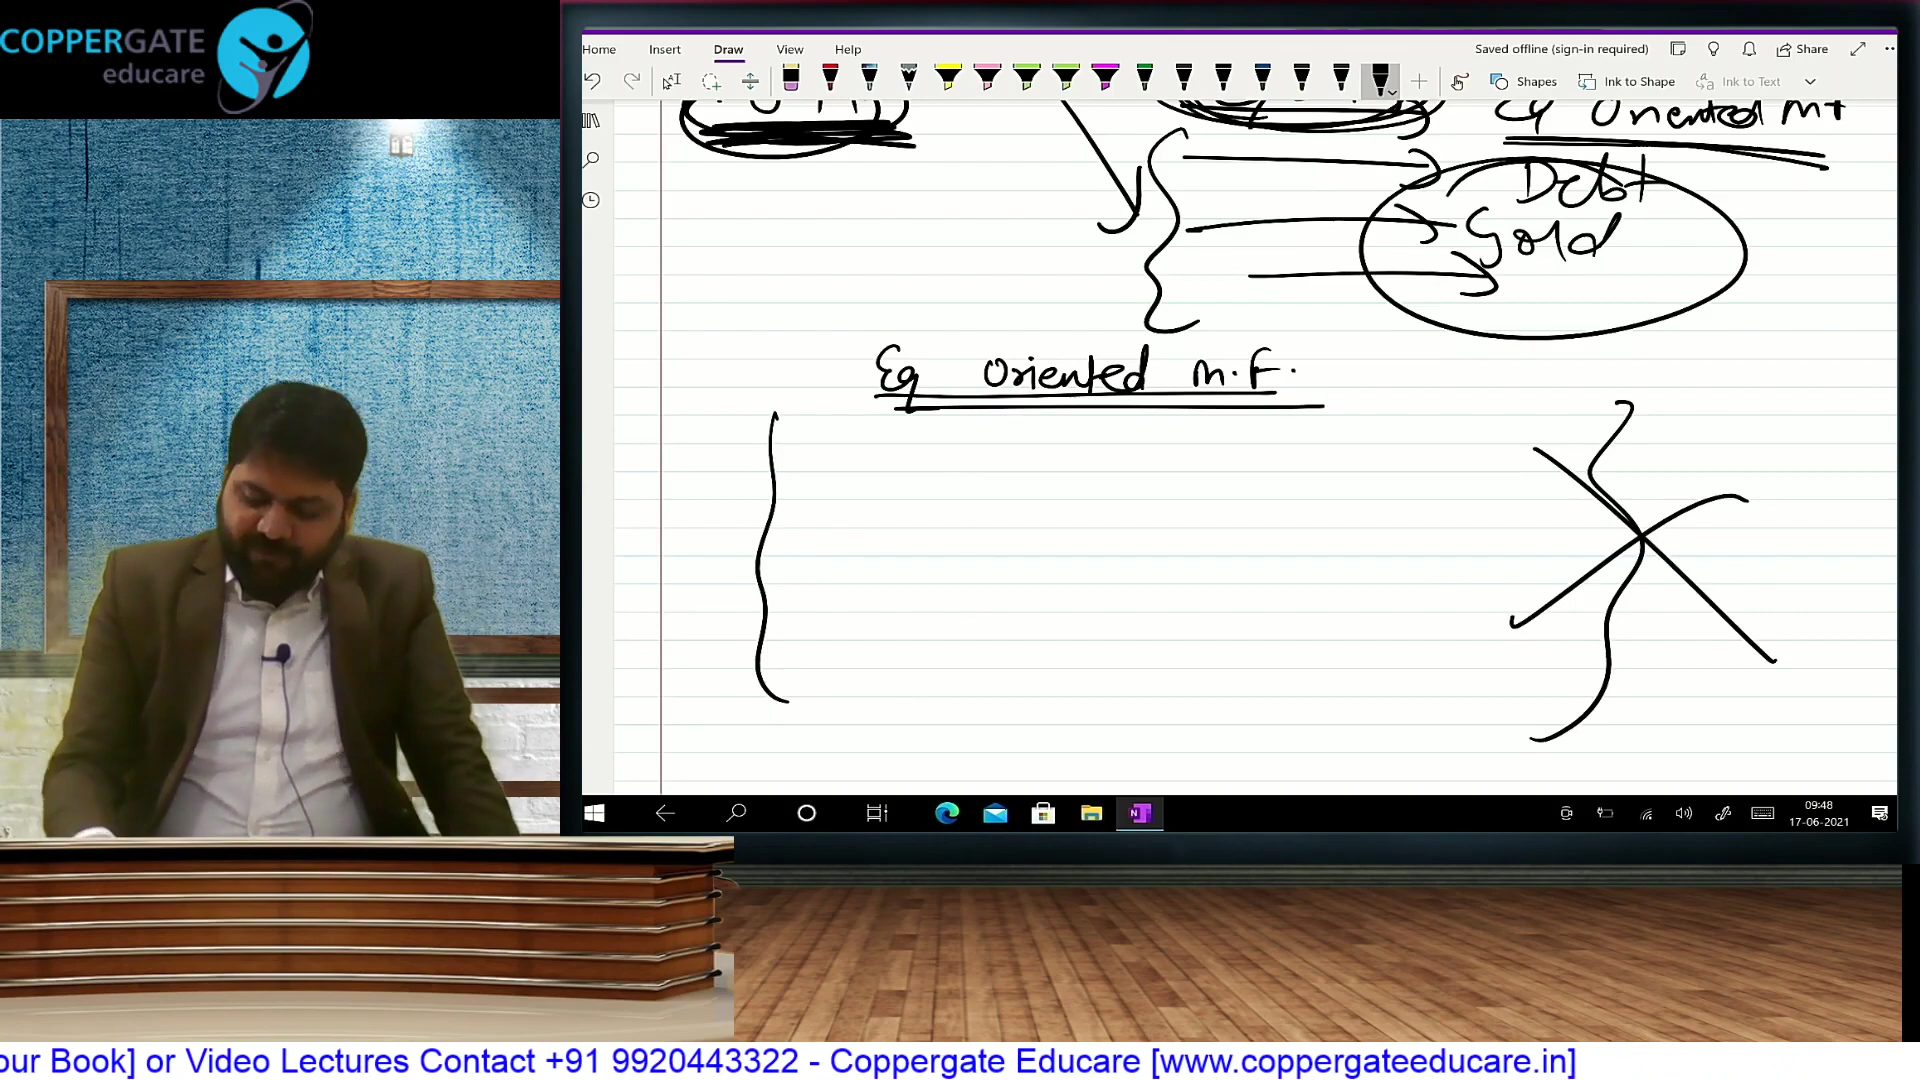 COPPERGATE
educare
Home Insert Draw View Help
Saved offline (sign-in required)
Share
Shapes
Ink to Shape
Ink to Text
Eq Oriented MF
Debt
Gold
Eq Oriented M.F.
09:48
17-06-2021
our Book] or Video Lectures Contact +91 9920443322 - Coppergate Educare [www.coppergateeducare.in]